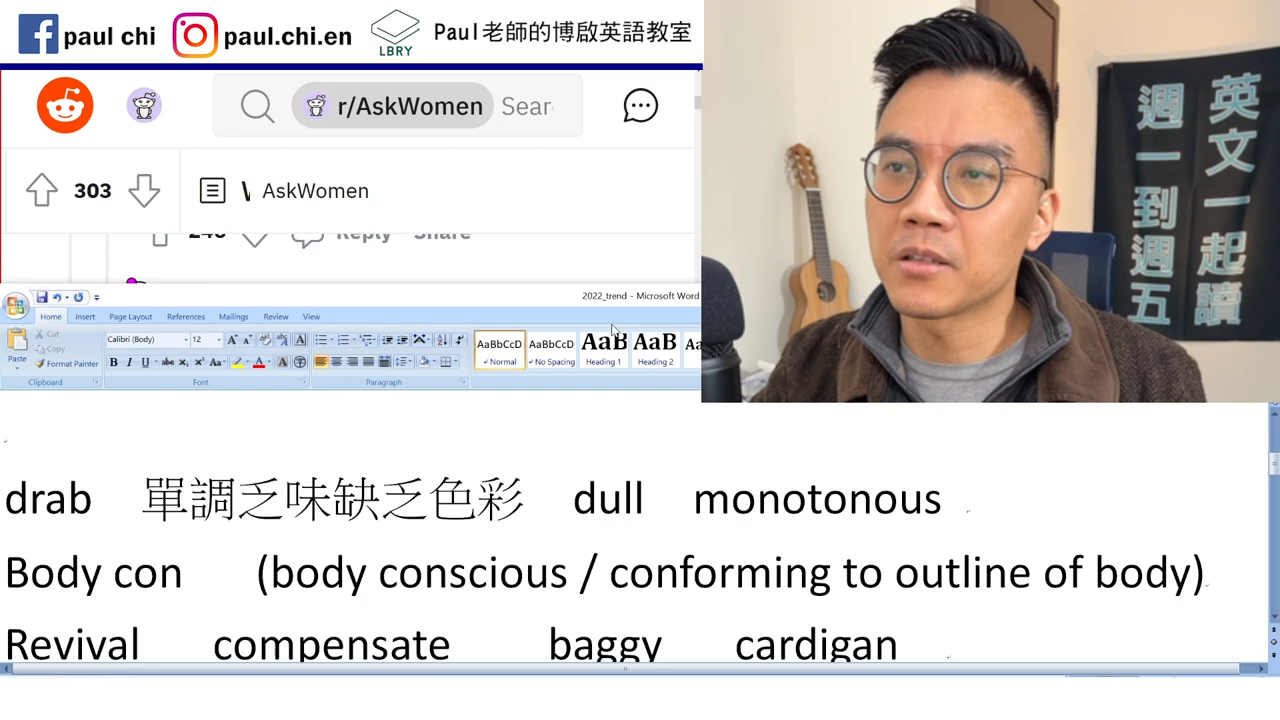 paul chi
paul.chi.en
LBRY
Paul老師的博啟英語教室
r/AskWomen
303
AskWomen
Reply Share
2022_trend - Microsoft Word
Home Insert Page Layout References Mailings Review View
Paste
Cut
Copy
Format Painter
Clipboard
Calibri (Body) 12
Font
Paragraph
AaBbCcD AaBbCcD AaB AaB
Normal No Spacing Heading 1 Heading 2
英文一起讀
週一到週五
drab 單調乏味缺乏色彩 dull monotonous
Body con (body conscious / conforming to outline of body)
Revival compensate baggy cardigan